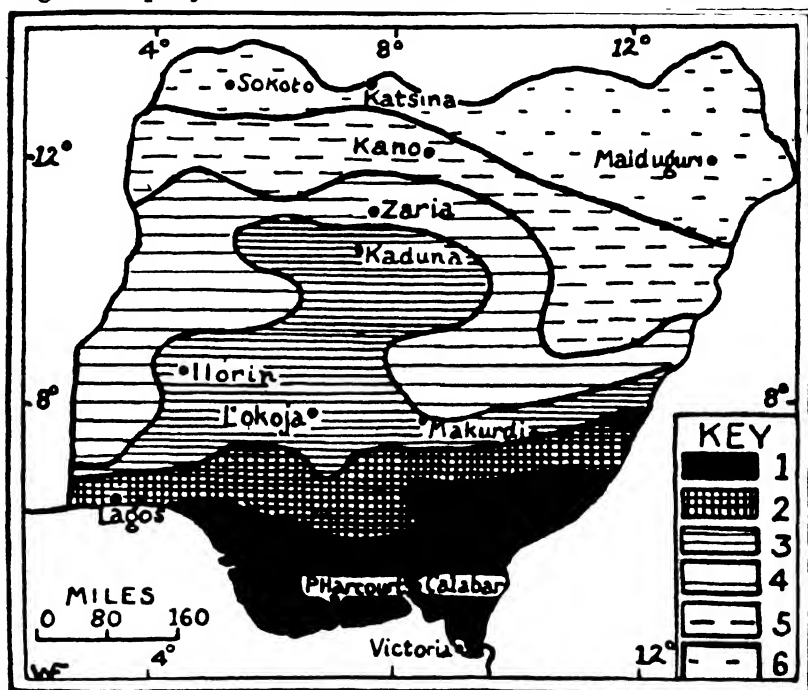 4° 8° 12°
Sokoto
Katsina
12°
Kano
Maiduguri
Zaria
Kaduna
Ilorin
8° 8°
Lokoja
Makurdi
KEY
1
2
3
4
5
6
Lagos
P.Harcourt Calabar
MILES
0 80 160
Victoria
4° 12°
WF